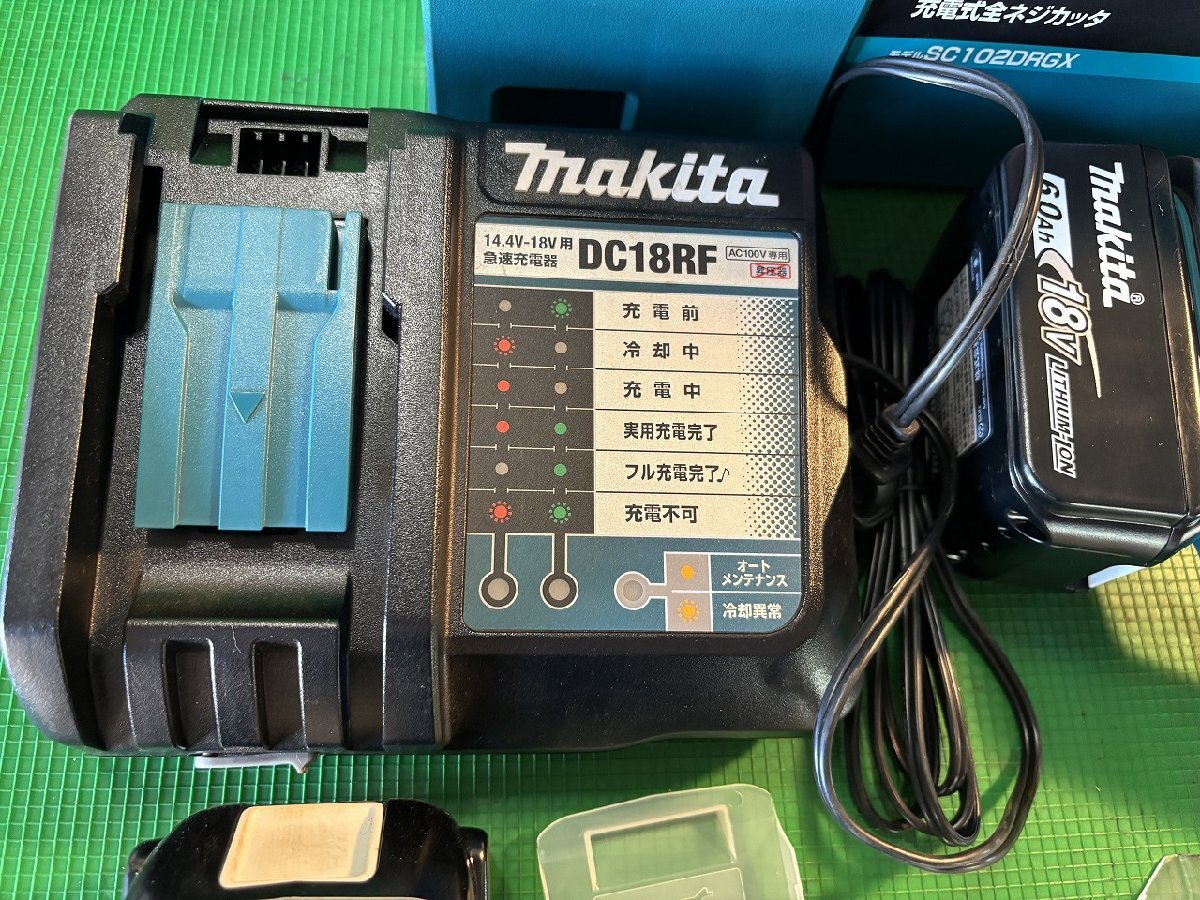 充電式全ネジカッタ
モデルSC102DRGX
makita
14.4V-18V用
急速充電器
DC18RF
AC100V専用
昇圧器
充電前
冷却中
充電中
実用充電完了
フル充電完了♪
充電不可
オート
メンテナンス
冷却異常
makita®
6.0Ah
18V
LITHIUM-ION